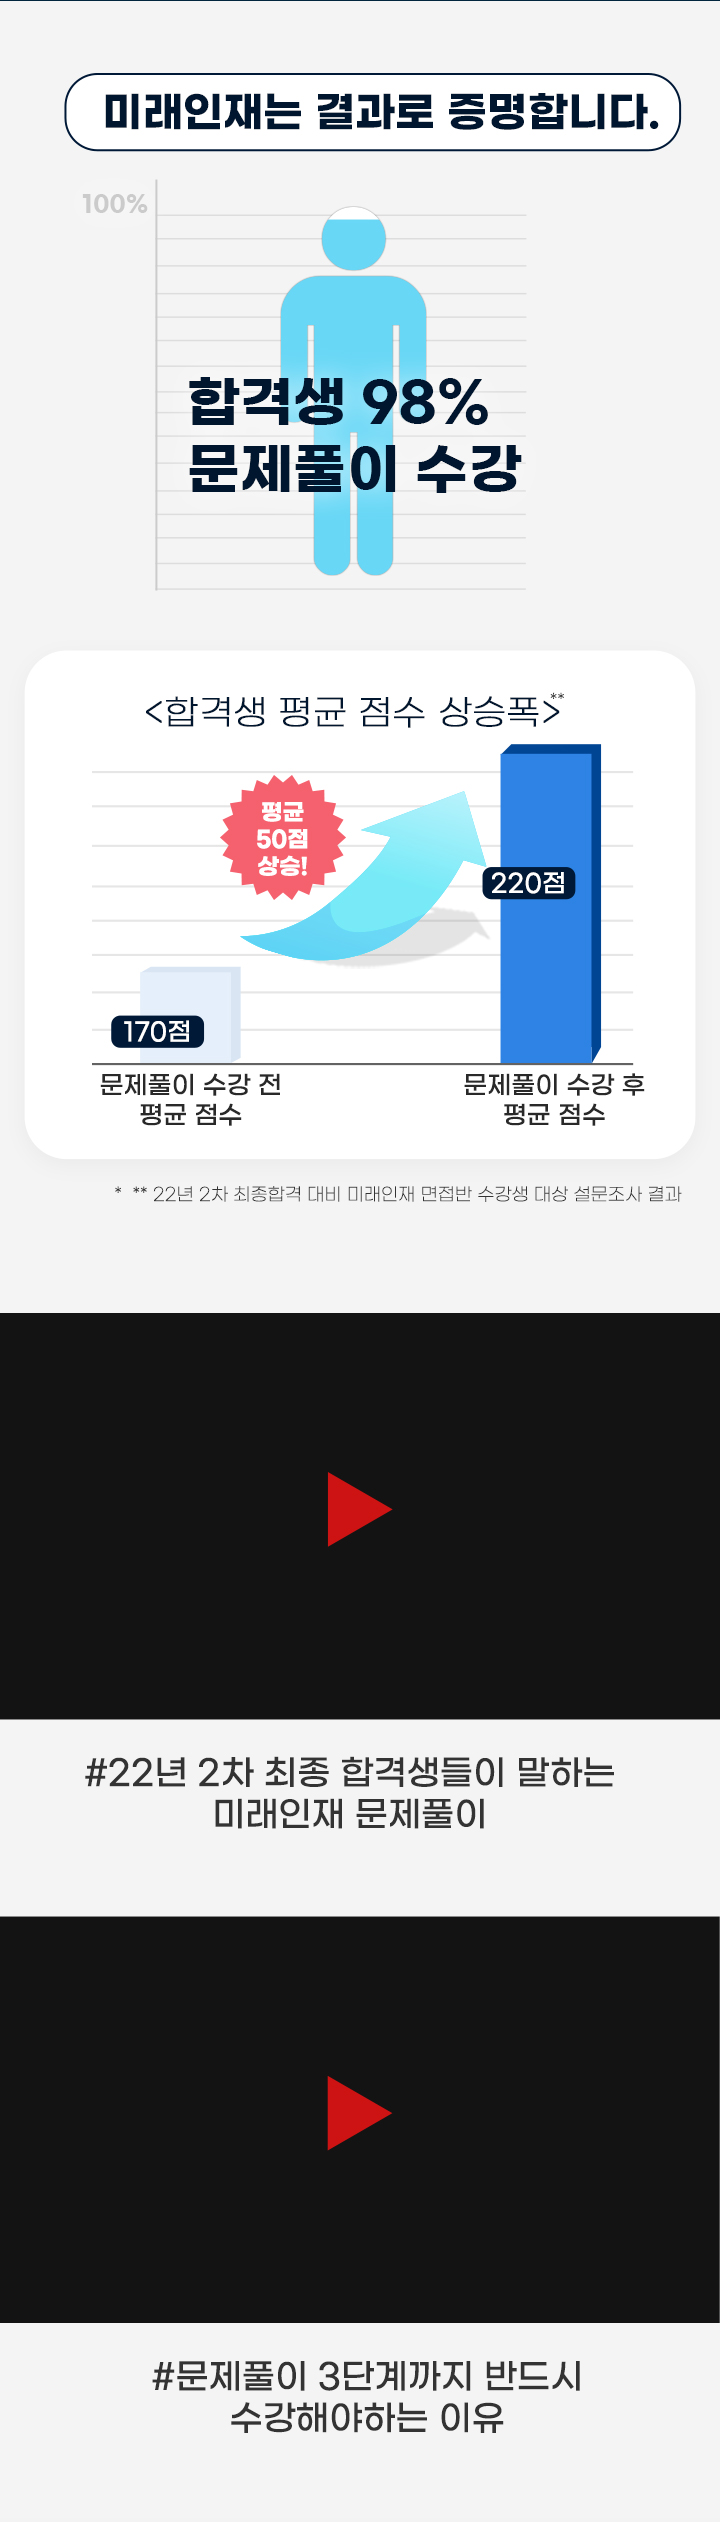 미래인재는 결과로 증명합니다.
100%
합격생 98%
문제풀이 수강
<합격생 평균 점수 상승폭>**
평균
50점
상승!
220점
170점
문제풀이 수강 전
평균 점수
문제풀이 수강 후
평균 점수
* ** 22년 2차 최종합격 대비 미래인재 면접반 수강생 대상 설문조사 결과
#22년 2차 최종 합격생들이 말하는
미래인재 문제풀이
#문제풀이 3단계까지 반드시
수강해야하는 이유